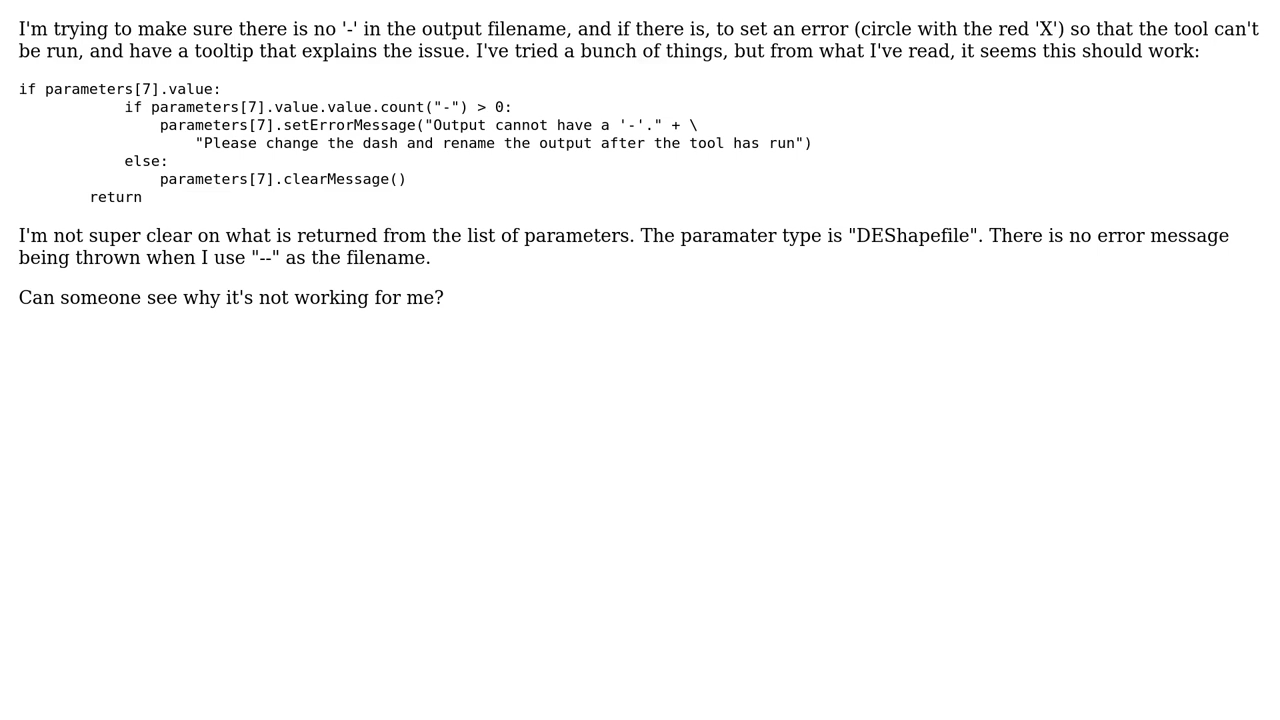 I'm trying to make sure there is no '-' in the output filename, and if there is, to set an error (circle with the red 'X') so that the tool can't
be run, and have a tooltip that explains the issue. I've tried a bunch of things, but from what I've read, it seems this should work:
if parameters[7].value:
            if parameters[7].value.value.count("-") > 0:
                parameters[7].setErrorMessage("Output cannot have a '-'." + \
                    "Please change the dash and rename the output after the tool has run")
            else:
                parameters[7].clearMessage()
        return
I'm not super clear on what is returned from the list of parameters. The paramater type is "DEShapefile". There is no error message
being thrown when I use "--" as the filename.
Can someone see why it's not working for me?